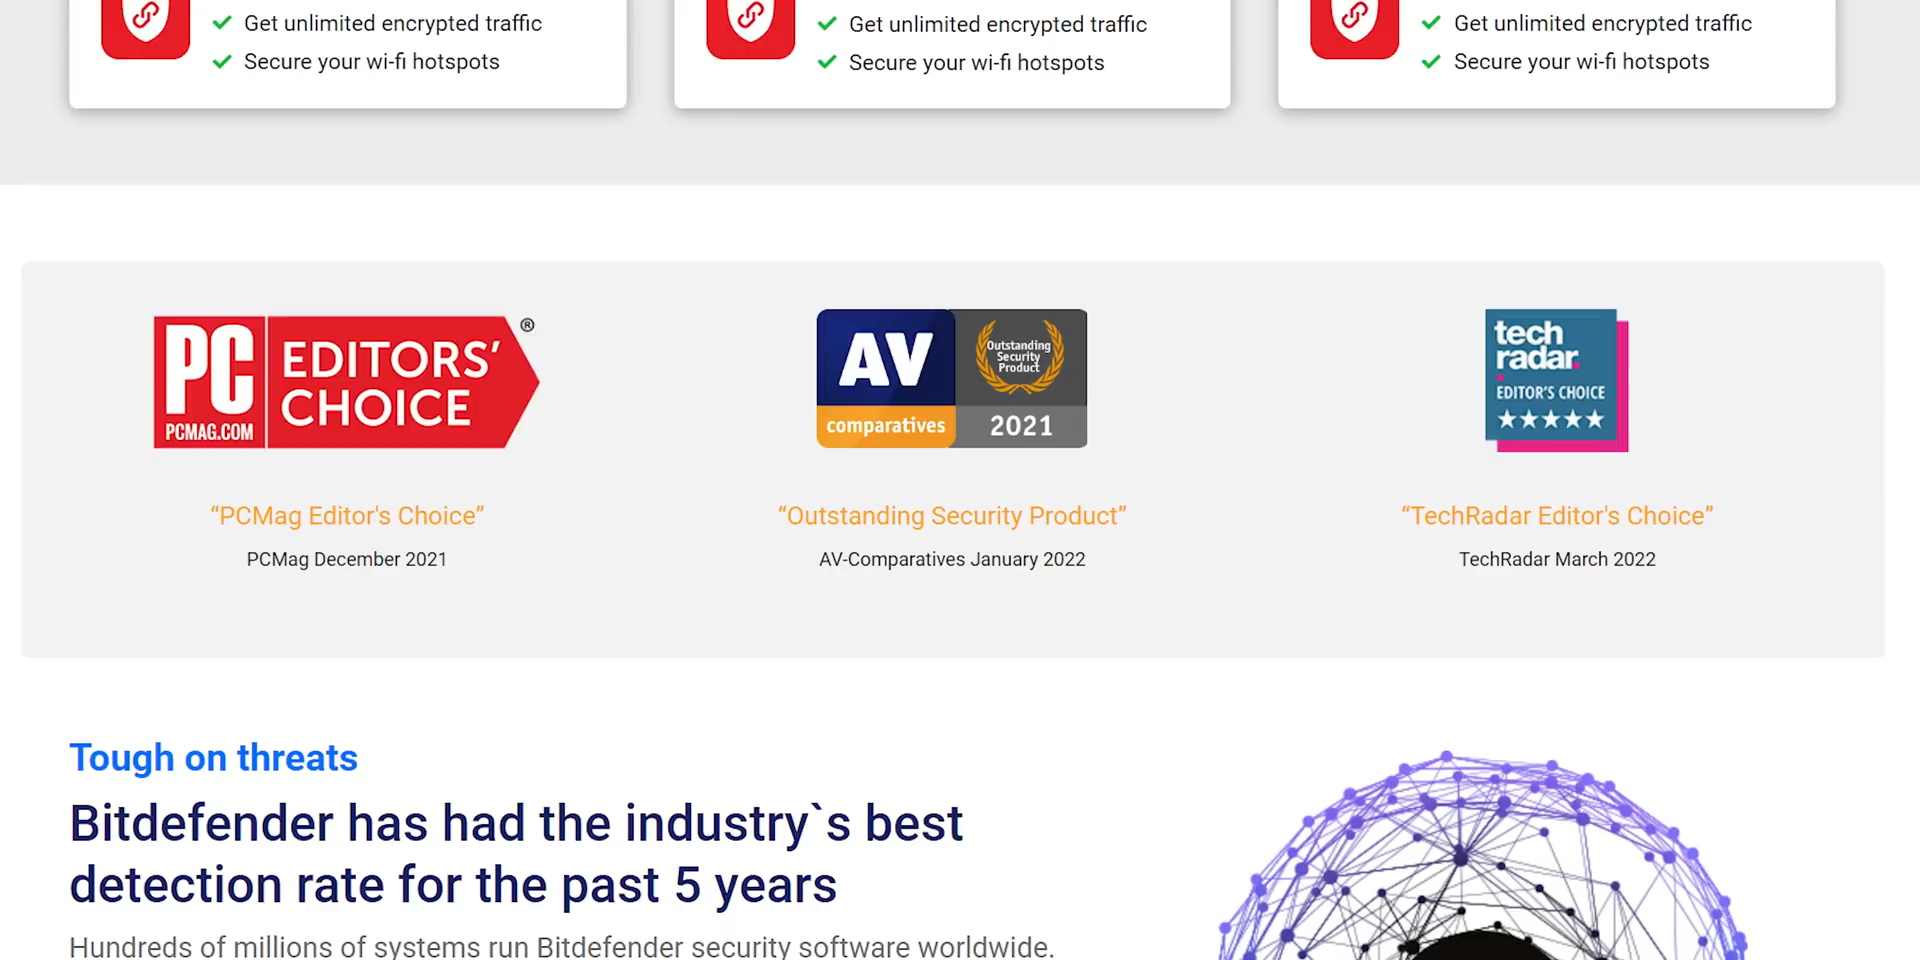 Get unlimited encrypted traffic
Secure your wi-fi hotspots
Get unlimited encrypted traffic
Secure your wi-fi hotspots
Get unlimited encrypted traffic
Secure your wi-fi hotspots
PC
PCMAG.COM
EDITORS’
CHOICE
®
AV
comparatives
Outstanding
Security
Product
2021
tech
radar.
EDITOR'S CHOICE
“PCMag Editor's Choice”
PCMag December 2021
“Outstanding Security Product”
AV-Comparatives January 2022
“TechRadar Editor's Choice”
TechRadar March 2022
Tough on threats
Bitdefender has had the industry`s best
detection rate for the past 5 years
Hundreds of millions of systems run Bitdefender security software worldwide.